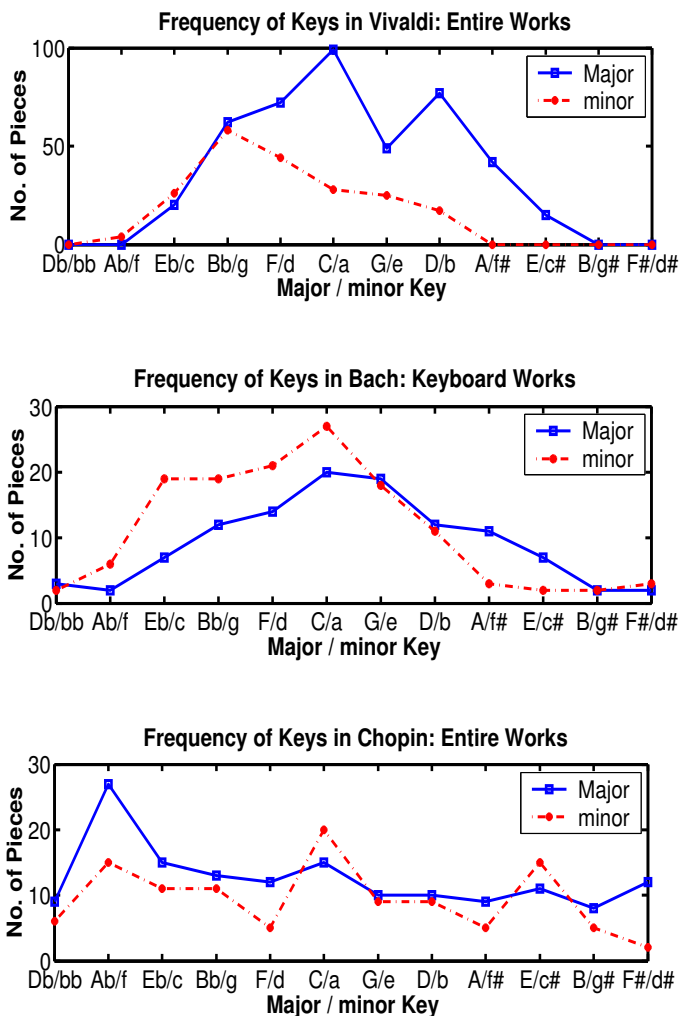 Frequency of Keys in Vivaldi: Entire Works
No. of Pieces
100
50
0
Major
minor
Db/bb Ab/f Eb/c Bb/g F/d C/a G/e D/b A/f# E/c# B/g# F#/d#
Major / minor Key
Frequency of Keys in Bach: Keyboard Works
No. of Pieces
30
20
10
0
Major
minor
Db/bb Ab/f Eb/c Bb/g F/d C/a G/e D/b A/f# E/c# B/g# F#/d#
Major / minor Key
Frequency of Keys in Chopin: Entire Works
No. of Pieces
30
20
10
0
Major
minor
Db/bb Ab/f Eb/c Bb/g F/d C/a G/e D/b A/f# E/c# B/g# F#/d#
Major / minor Key